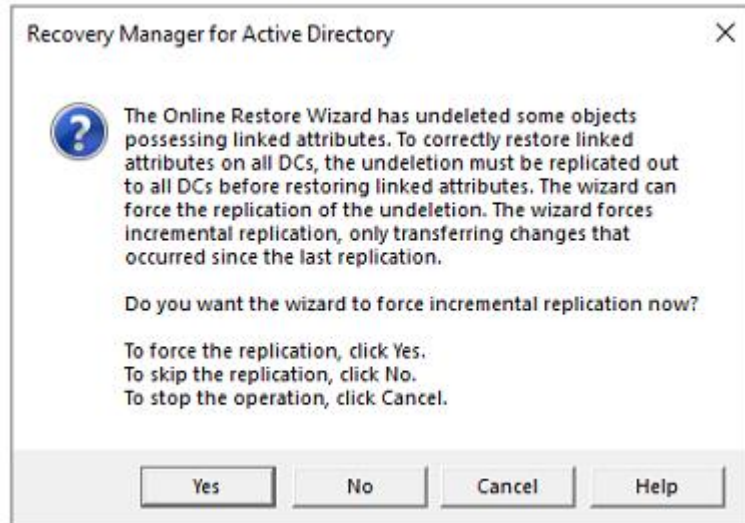 Recovery Manager for Active Directory
The Online Restore Wizard has undeleted some objects
possessing linked attributes. To correctly restore linked
attributes on all DCs, the undeletion must be replicated out
to all DCs before restoring linked attributes. The wizard can
force the replication of the undeletion. The wizard forces
incremental replication, only transferring changes that
occurred since the last replication.
Do you want the wizard to force incremental replication now?
To force the replication, click Yes.
To skip the replication, click No.
To stop the operation, click Cancel.
Yes No Cancel Help